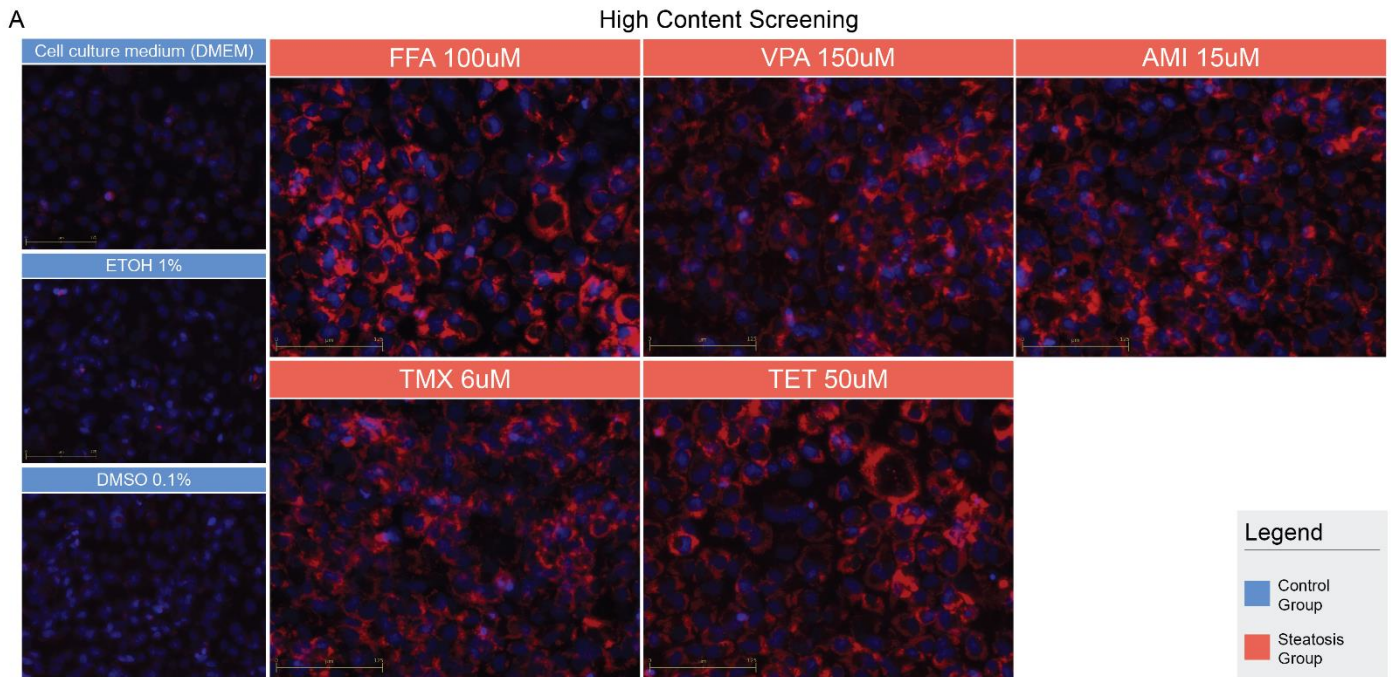 A
High Content Screening
Cell culture medium (DMEM)
FFA 100uM
VPA 150uM
AMI 15uM
ETOH 1%
TMX 6uM
TET 50uM
DMSO 0.1%
Legend
Control
Group
Steatosis
Group